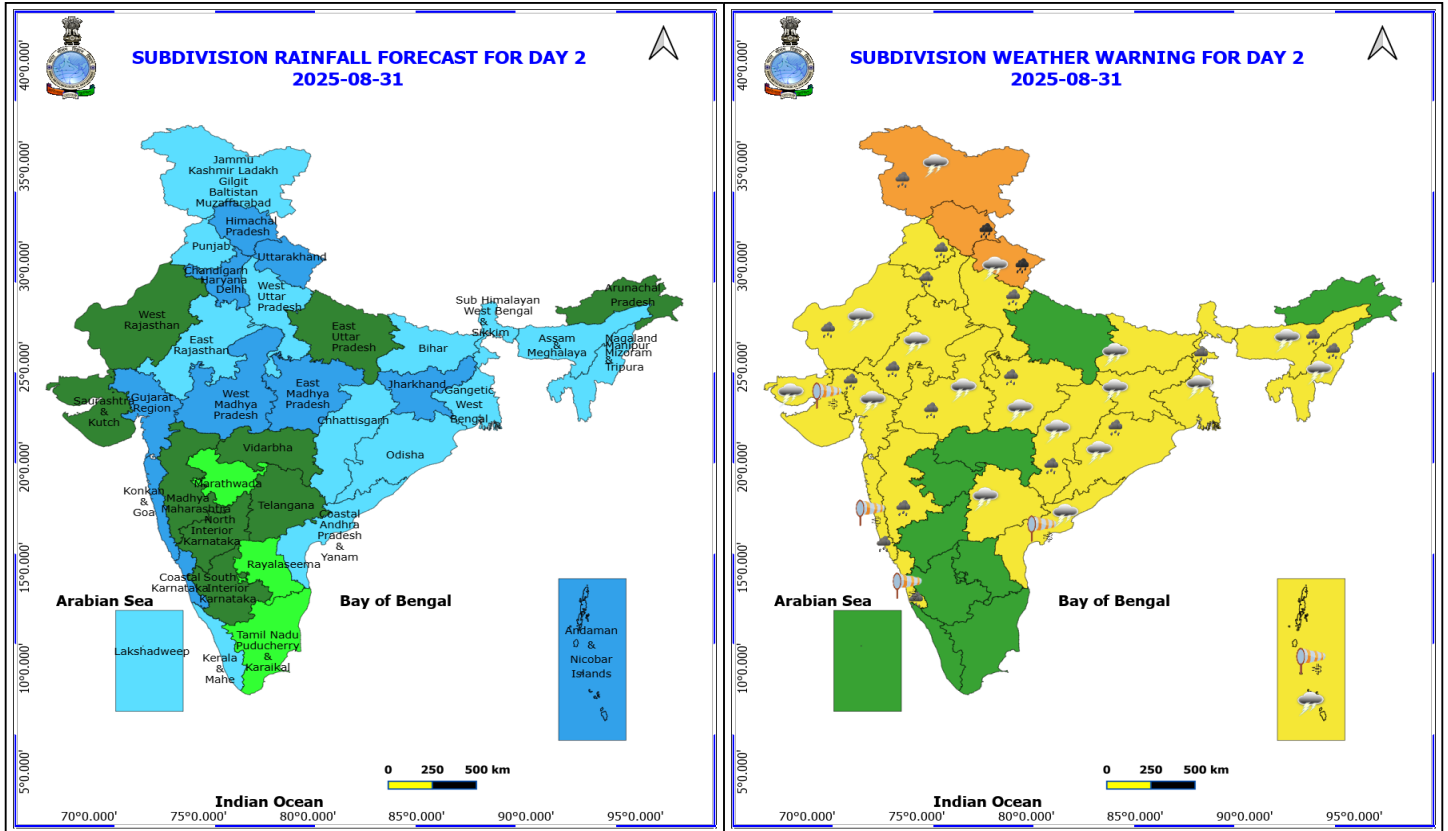 SUBDIVISION RAINFALL FORECAST FOR DAY 2
2025-08-31
40°0.000'
35°0.000'
30°0.000'
25°0.000'
20°0.000'
15°0.000'
10°0.000'
5°0.000'
Jammu
Kashmir Ladakh
Gilgit
Baltistan
Muzaffarabad
Himachal
Pradesh
Punjab
Uttarakhand
Chandigarh
Haryana
Delhi
West
Uttar
Pradesh
Arunachal
Pradesh
Sub Himalayan
West Bengal
&
Sikkim
West
Rajasthan
East
Uttar
Pradesh
East
Rajasthan
Bihar
Assam
&
Meghalaya
Nagaland
Manipur
Mizoram
&
Tripura
Jharkhand
Gangetic
West
Bengal
Saurashtra
&
Kutch
Gujarat
Region
West
Madhya
Pradesh
East
Madhya
Pradesh
Chhattisgarh
Odisha
Vidarbha
Marathwada
Konkan
&
Goa
Madhya
Maharashtra
Telangana
North
Interior
Karnataka
Coastal
Andhra
Pradesh
&
Yanam
Rayalaseema
Coastal
Karnataka
South
Interior
Karnataka
Arabian Sea
Bay of Bengal
Lakshadweep
Kerala
&
Mahe
Tamil Nadu
Puducherry
&
Karaikal
Andaman
&
Nicobar
Islands
0 250 500 km
Indian Ocean
70°0.000' 75°0.000' 80°0.000' 85°0.000' 90°0.000' 95°0.000'
SUBDIVISION WEATHER WARNING FOR DAY 2
2025-08-31
40°0.000'
35°0.000'
30°0.000'
25°0.000'
20°0.000'
15°0.000'
10°0.000'
5°0.000'
Arabian Sea
Bay of Bengal
0 250 500 km
Indian Ocean
70°0.000' 75°0.000' 80°0.000' 85°0.000' 90°0.000' 95°0.000'